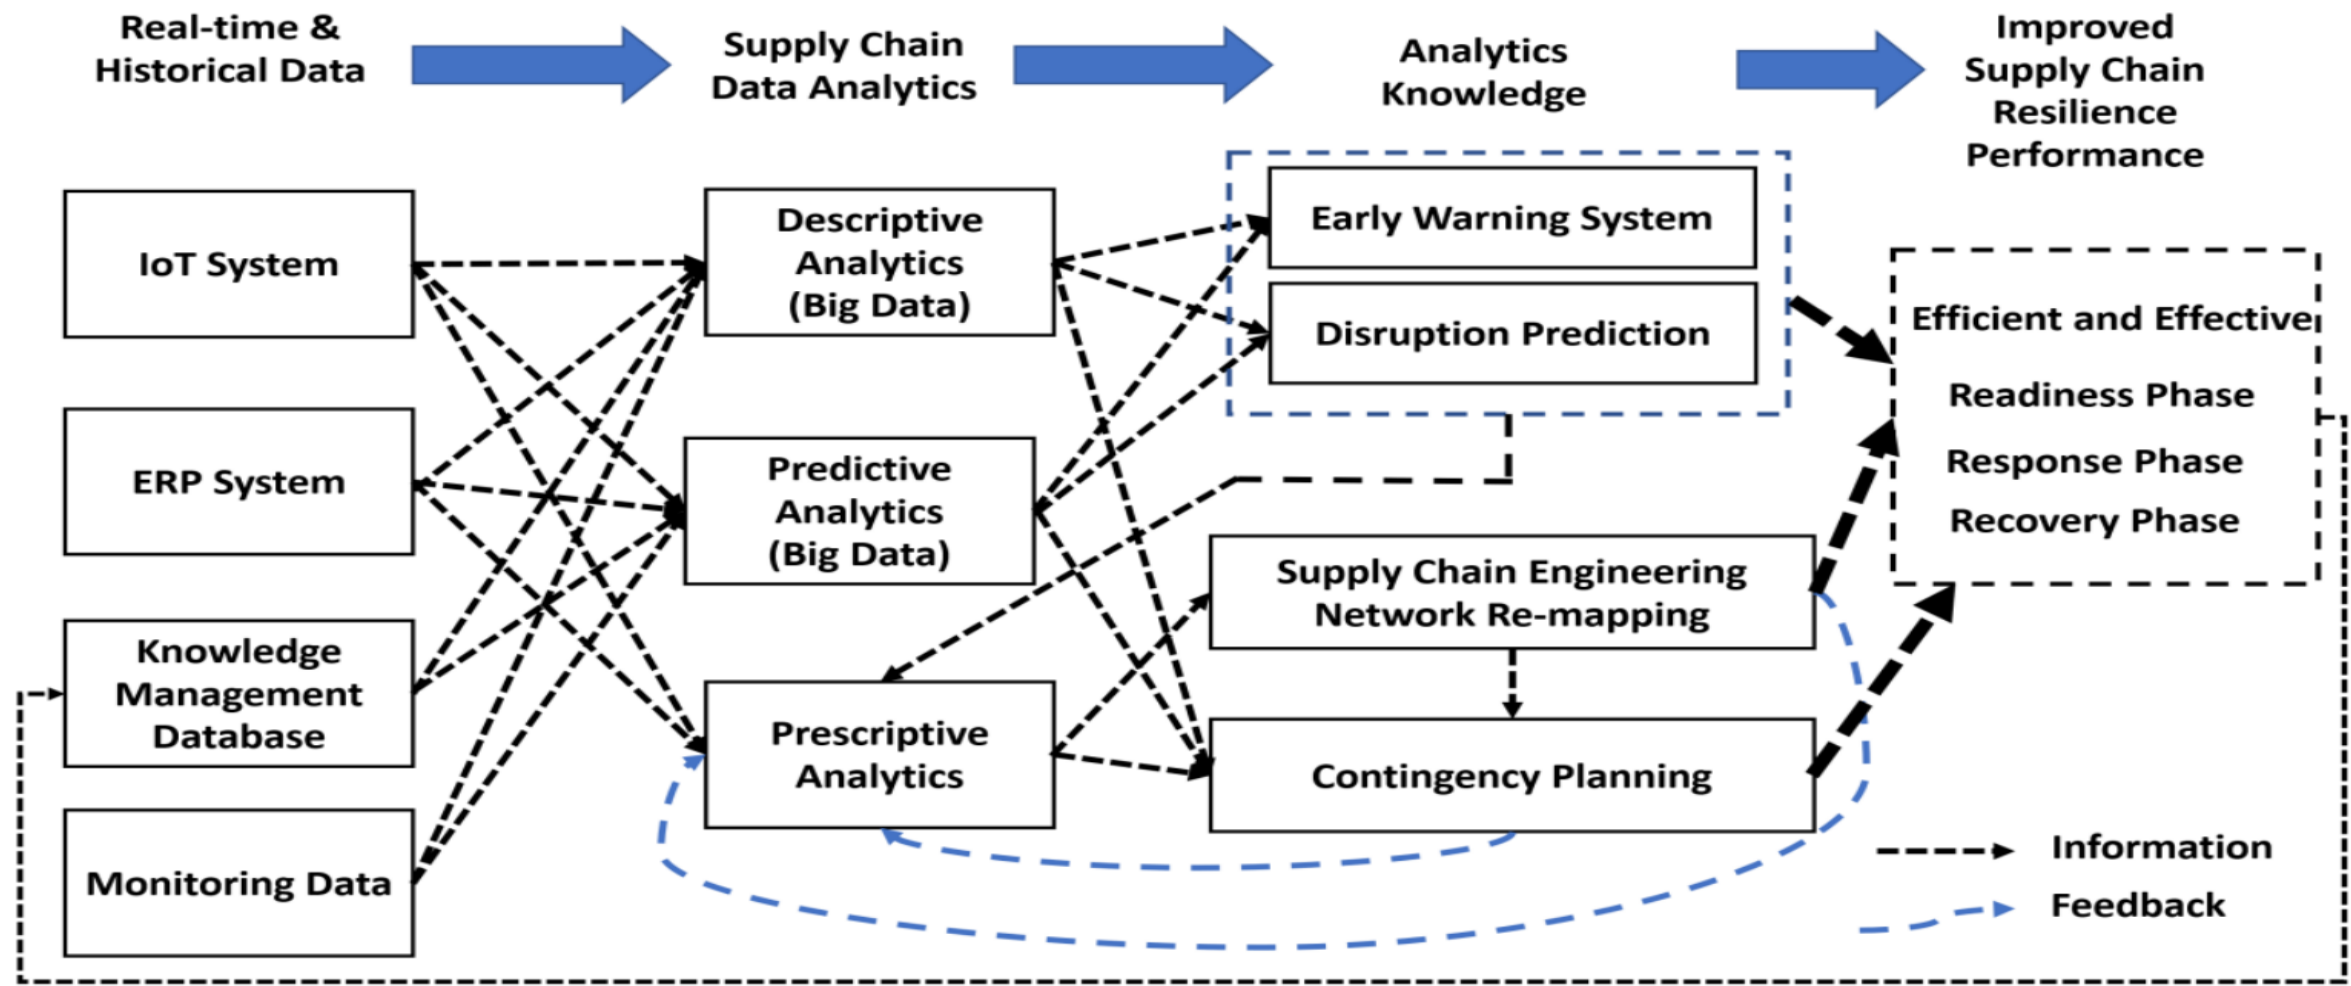 Real-time &
Historical Data
Supply Chain
Data Analytics
Analytics
Knowledge
Improved
Supply Chain
Resilience
Performance
IoT System
ERP System
Knowledge
Management
Database
Monitoring Data
Descriptive
Analytics
(Big Data)
Predictive
Analytics
(Big Data)
Prescriptive
Analytics
Early Warning System
Disruption Prediction
Supply Chain Engineering
Network Re-mapping
Contingency Planning
Efficient and Effective
Readiness Phase
Response Phase
Recovery Phase
Information
Feedback